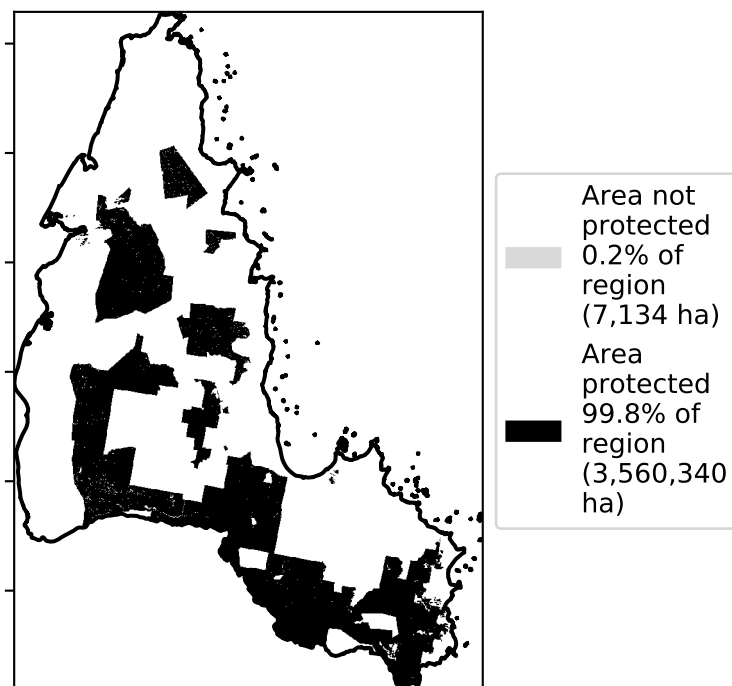 Area not
protected
0.2% of
region
(7,134 ha)
Area
protected
99.8% of
region
(3,560,340
ha)